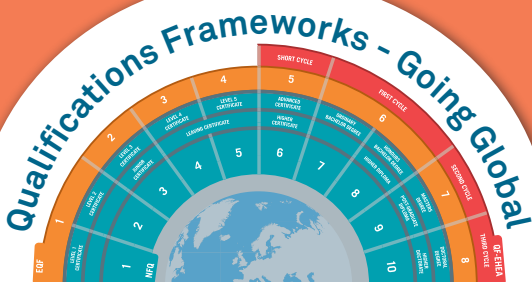 Qualifications Frameworks - Going Global
SHORT CYCLE
FIRST CYCLE
SECOND CYCLE
THIRD CYCLE
QF-EHEA
EQF
1
2
3
4
5
6
7
8
LEVEL 1 CERTIFICATE
LEVEL 2 CERTIFICATE
LEVEL 3 CERTIFICATE
JUNIOR CERTIFICATE
LEVEL 4 CERTIFICATE
LEVEL 5 CERTIFICATE
LEAVING CERTIFICATE
ADVANCED CERTIFICATE
HIGHER CERTIFICATE
ORDINARY BACHELOR DEGREE
HONOURS BACHELOR DEGREE
HIGHER DIPLOMA
MASTERS DEGREE
POST-GRADUATE DIPLOMA
DOCTORAL DEGREE
HIGHER DOCTORATE
NFQ
1
2
3
4
5
6
7
8
9
10